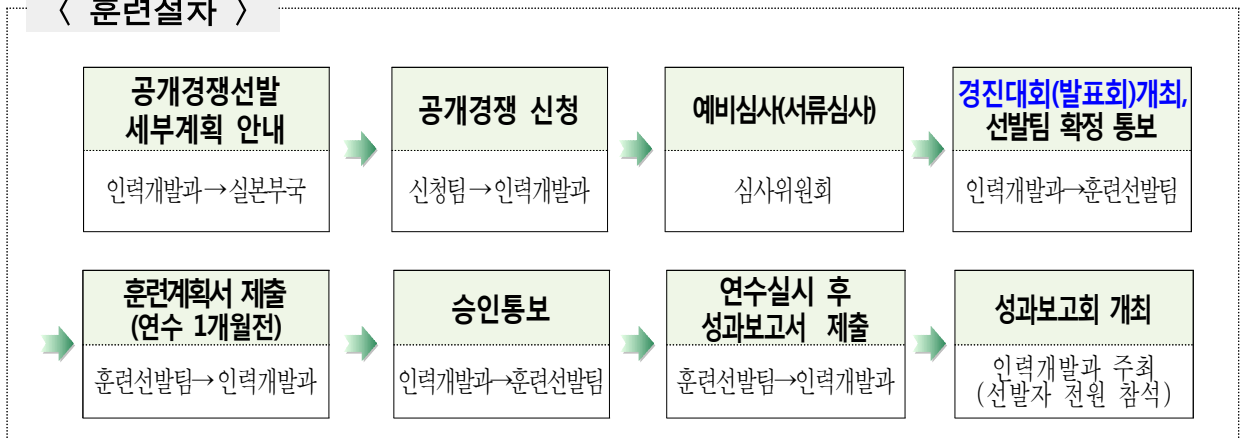 〈 훈련절차 〉
공개경쟁선발
세부계획 안내
인력개발과→실본부국
공개경쟁 신청
신청팀→인력개발과
예비심사(서류심사)
심사위원회
경진대회(발표회)개최,
선발팀 확정 통보
인력개발과→훈련선발팀
훈련계획서 제출
(연수 1개월전)
훈련선발팀→인력개발과
승인통보
인력개발과→훈련선발팀
연수실시 후
성과보고서 제출
훈련선발팀→인력개발과
성과보고회 개최
인력개발과 주최
(선발자 전원 참석)